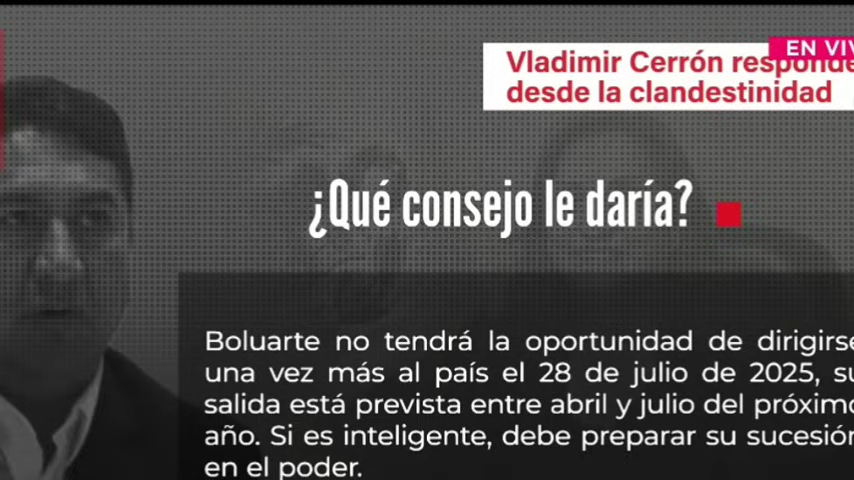 EN VIV
Vladimir Cerrón responde
desde la clandestinidad
¿Qué consejo le daría?
Boluarte no tendrá la oportunidad de dirigirse
una vez más al país el 28 de julio de 2025, su
salida está prevista entre abril y julio del próximo
año. Si es inteligente, debe preparar su sucesión
en el poder.